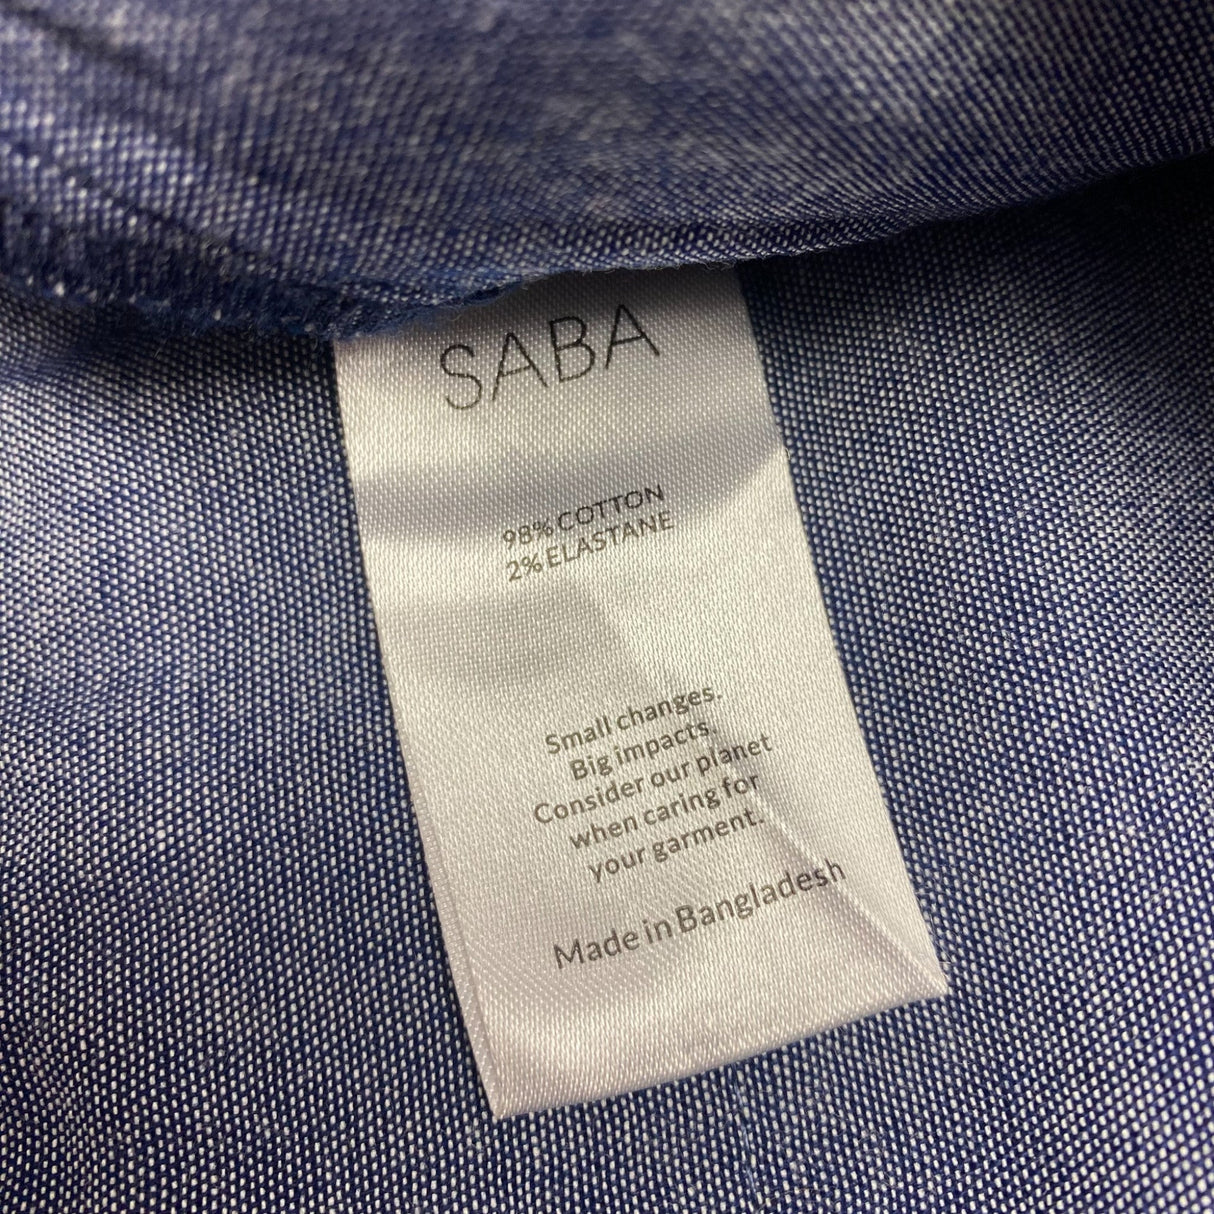 SABA
98% COTTON
2% ELASTANE
Small changes.
Big impacts.
Consider our planet
when caring for
your garment.
Made in Bangladesh